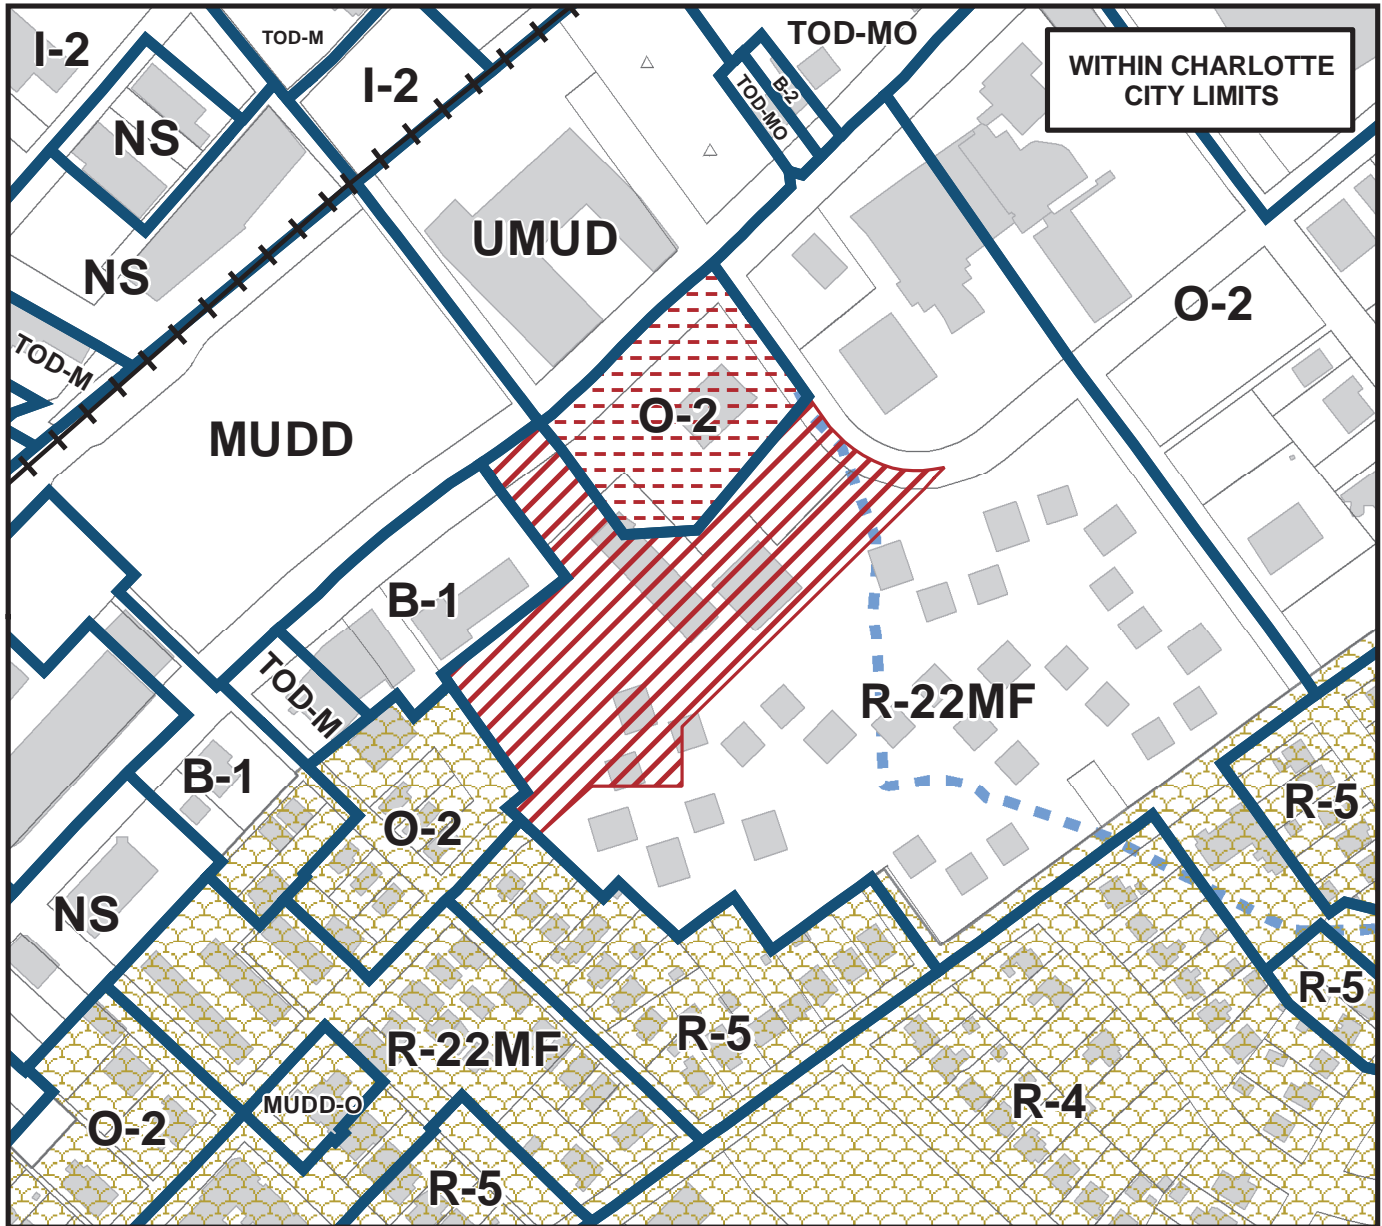 I-2
TOD-M
TOD-MO
WITHIN CHARLOTTE
CITY LIMITS
I-2
B-2
TOD-MO
NS
UMUD
NS
O-2
TOD-M
O-2
MUDD
B-1
TOD-M
R-22MF
B-1
R-5
O-2
NS
R-5
R-5
R-22MF
R-4
MUDD-O
O-2
R-5